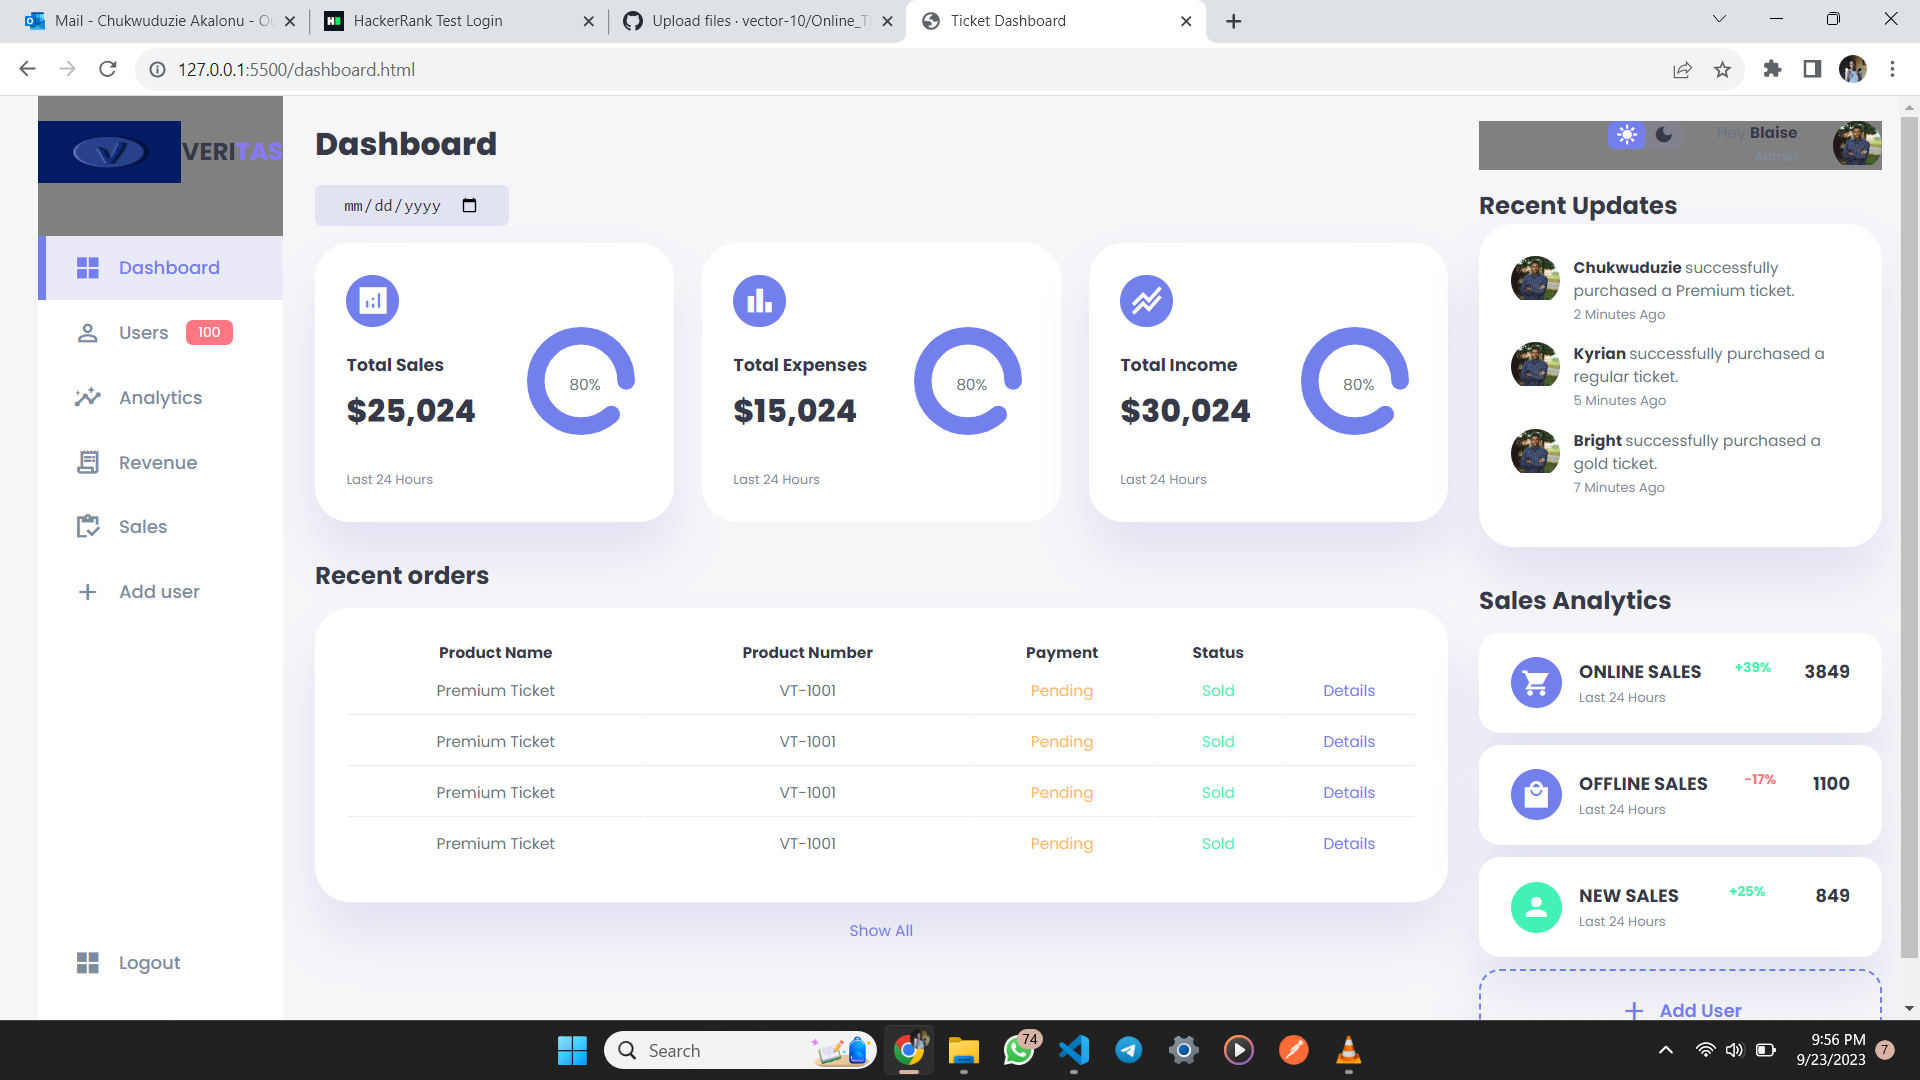 Mail - Chukwuduzie Akalonu - Ou
HackerRank Test Login
Upload files · vector-10/Online_Ti
Ticket Dashboard
127.0.0.1:5500/dashboard.html
VERITAS
Dashboard
Users 100
Analytics
Revenue
Sales
Add user
Logout
Dashboard
mm/dd/yyyy
Total Sales
$25,024
80%
Last 24 Hours
Total Expenses
$15,024
80%
Last 24 Hours
Total Income
$30,024
80%
Last 24 Hours
Recent orders
Product Name Product Number Payment Status
Premium Ticket VT-1001 Pending Sold Details
Premium Ticket VT-1001 Pending Sold Details
Premium Ticket VT-1001 Pending Sold Details
Premium Ticket VT-1001 Pending Sold Details
Show All
Hey Blaise
Admin
Recent Updates
Chukwuduzie successfully
purchased a Premium ticket.
2 Minutes Ago
Kyrian successfully purchased a
regular ticket.
5 Minutes Ago
Bright successfully purchased a
gold ticket.
7 Minutes Ago
Sales Analytics
ONLINE SALES +39% 3849
Last 24 Hours
OFFLINE SALES -17% 1100
Last 24 Hours
NEW SALES +25% 849
Last 24 Hours
Add User
Search
74
9:56 PM
9/23/2023
7